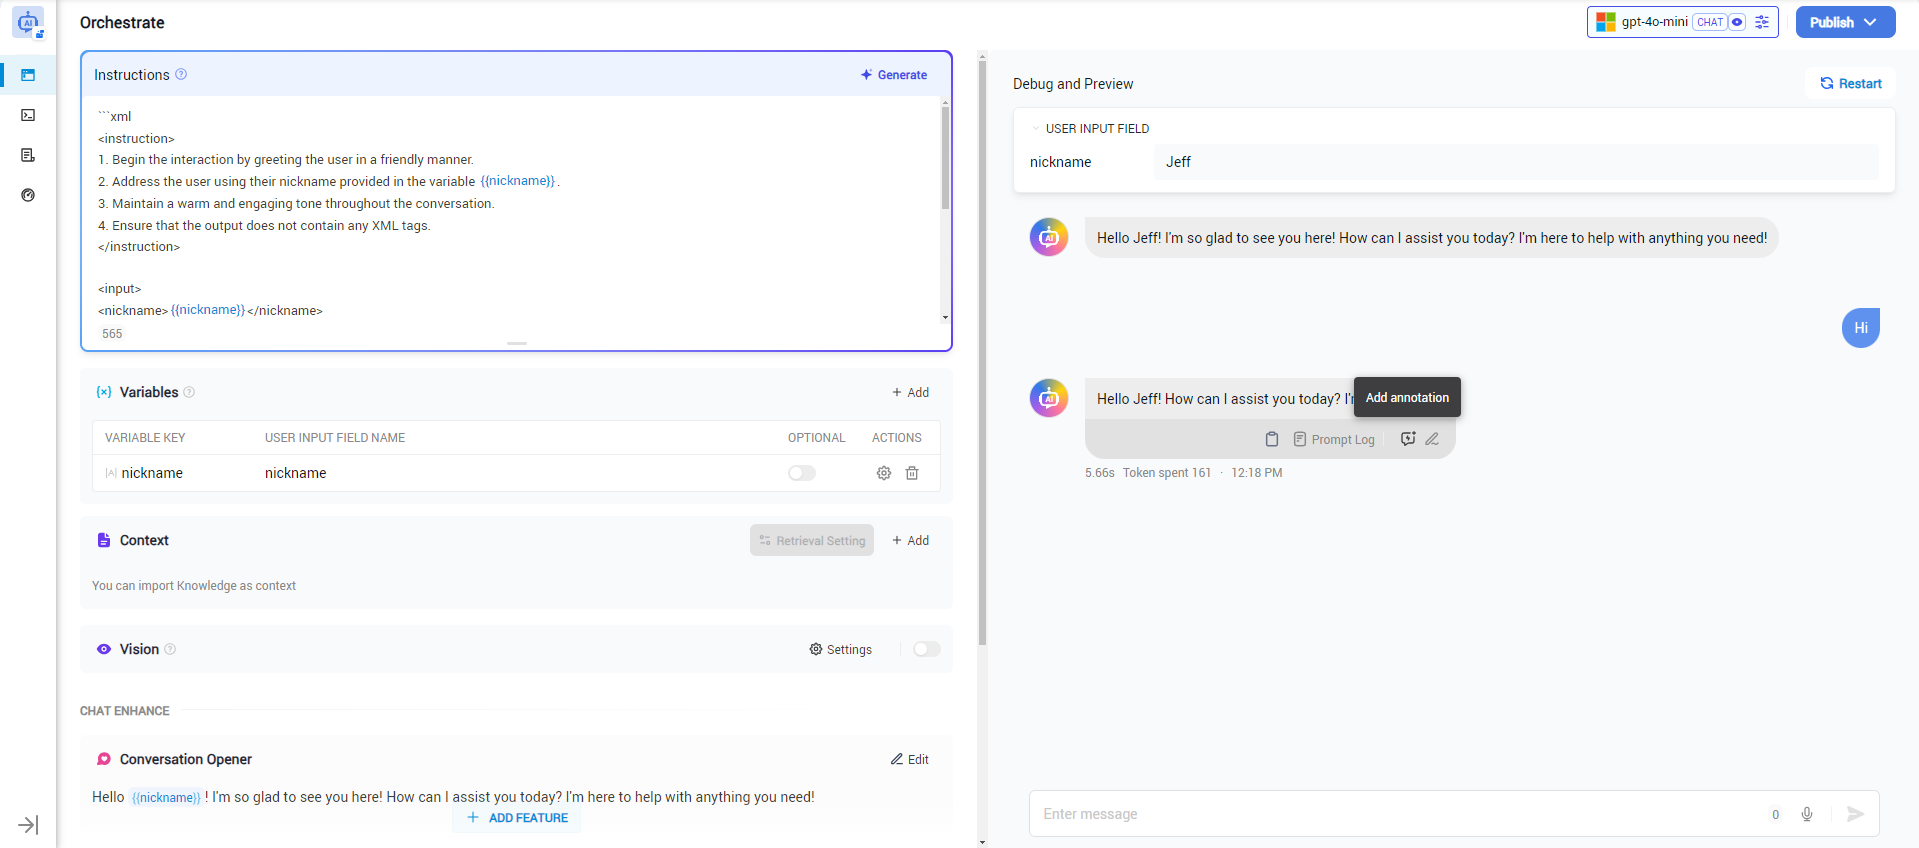 Orchestrate
gpt-4o-mini CHAT
Publish
Instructions
Generate
```xml
<instruction>
1. Begin the interaction by greeting the user in a friendly manner.
2. Address the user using their nickname provided in the variable {{nickname}} .
3. Maintain a warm and engaging tone throughout the conversation.
4. Ensure that the output does not contain any XML tags.
</instruction>
<input>
<nickname> {{nickname}} </nickname>
565
{x} Variables
+ Add
VARIABLE KEY USER INPUT FIELD NAME OPTIONAL ACTIONS
nickname nickname
Context
Retrieval Setting + Add
You can import Knowledge as context
Vision
Settings
CHAT ENHANCE
Conversation Opener
Edit
Hello {{nickname}} ! I'm so glad to see you here! How can I assist you today? I'm here to help with anything you need!
+ ADD FEATURE
Debug and Preview
Restart
USER INPUT FIELD
nickname Jeff
AI
Hello Jeff! I'm so glad to see you here! How can I assist you today? I'm here to help with anything you need!
Hi
AI
Hello Jeff! How can I assist you today?
Add annotation
Prompt Log
5.66s Token spent 161 · 12:18 PM
Enter message
0